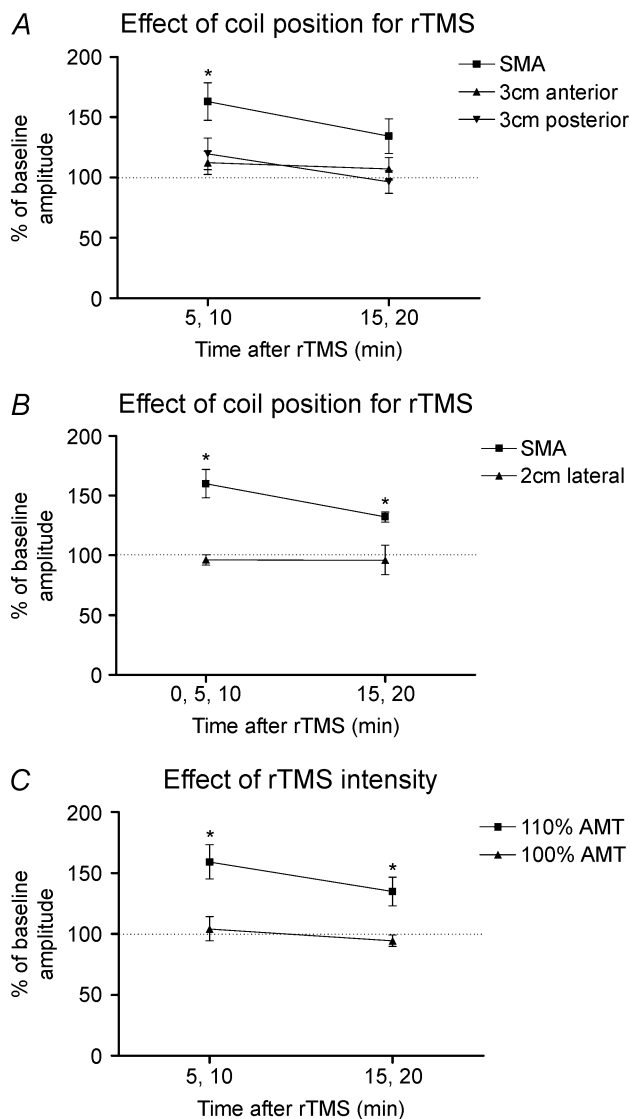 A Effect of coil position for rTMS
200
150
100
50
0
% of baseline
amplitude
*
SMA
3cm anterior
3cm posterior
5, 10
15, 20
Time after rTMS (min)
B Effect of coil position for rTMS
200
150
100
50
0
% of baseline
amplitude
*
*
SMA
2cm lateral
0, 5, 10
15, 20
Time after rTMS (min)
C Effect of rTMS intensity
200
150
100
50
0
% of baseline
amplitude
*
*
110% AMT
100% AMT
5, 10
15, 20
Time after rTMS (min)